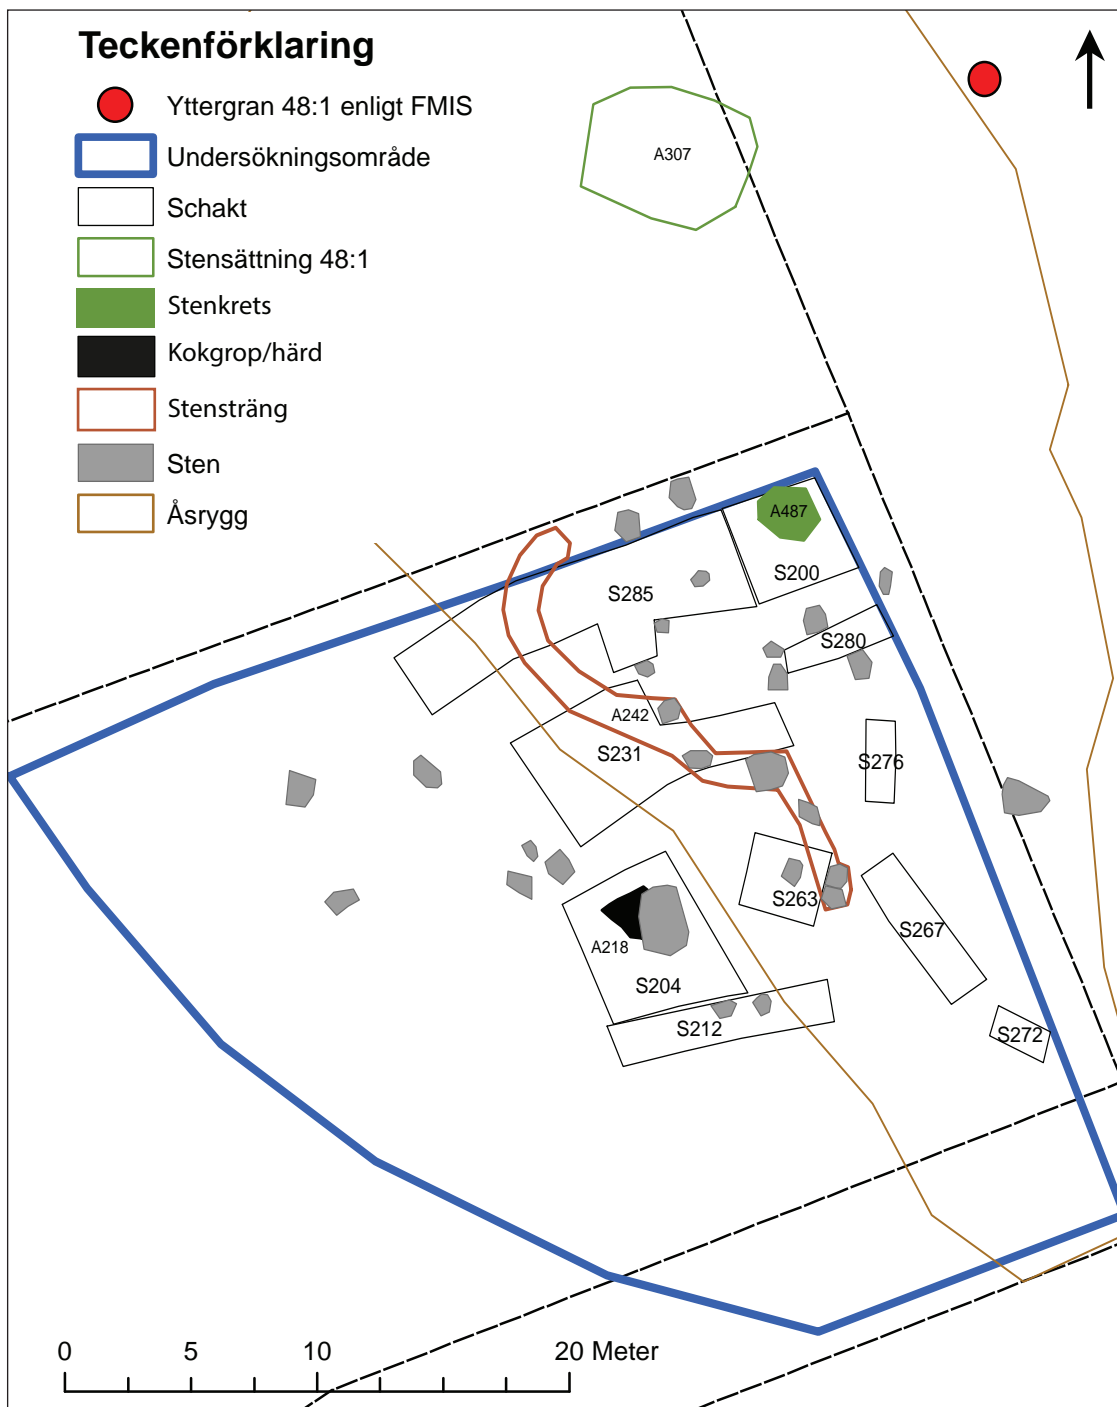 Teckenförklaring
Yttergran 48:1 enligt FMIS
Undersökningsområde
Schakt
Stensättning 48:1
Stenkrets
Kokgrop/härd
Stensträng
Sten
Åsrygg
A307
A487
S200
S285
S280
A242
S231
S276
S263
S267
A218
S204
S212
S272
0 5 10 20 Meter